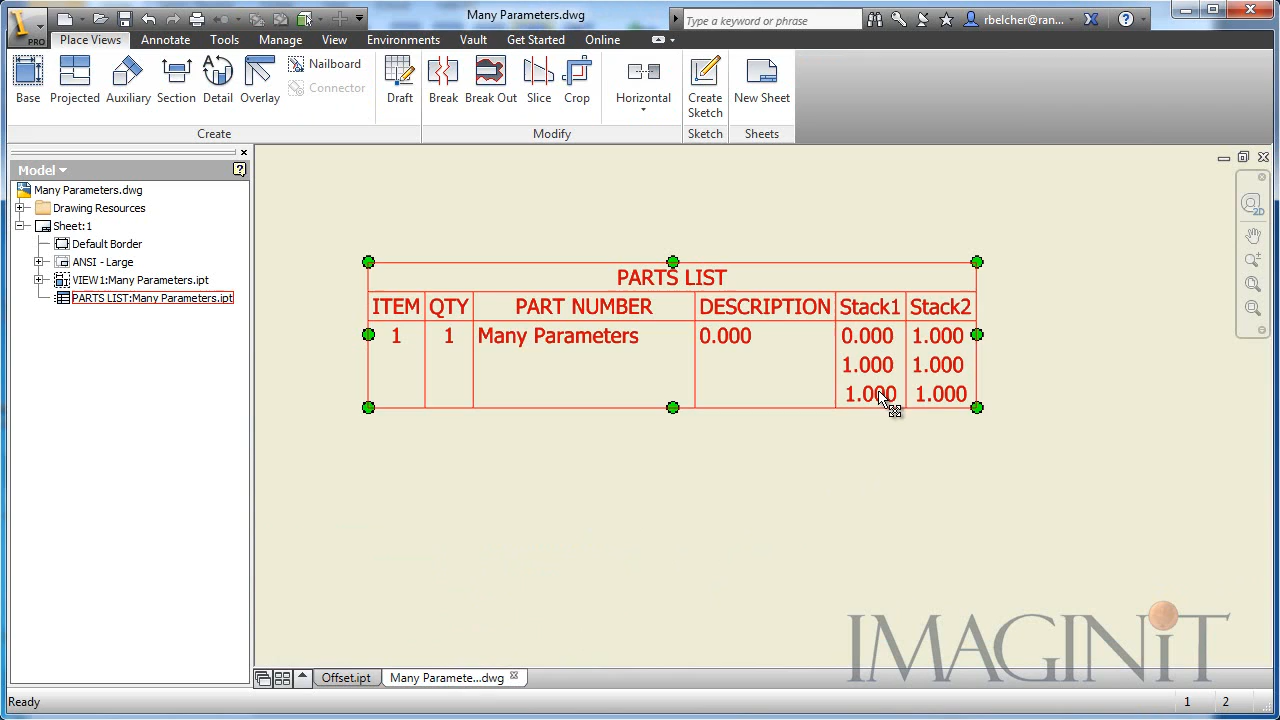 Many Parameters.dwg
Type a keyword or phrase
rbelcher@ran...
PRO
Place Views
Annotate
Tools
Manage
View
Environments
Vault
Get Started
Online
Base
Projected
Auxiliary
Section
Detail
Overlay
Nailboard
Connector
Draft
Break
Break Out
Slice
Crop
Horizontal
Create
Sketch
New Sheet
Create
Modify
Sketch
Sheets
Model
Many Parameters.dwg
Drawing Resources
Sheet:1
Default Border
ANSI - Large
VIEW1:Many Parameters.ipt
PARTS LIST:Many Parameters.ipt
2D
PARTS LIST
ITEM QTY PART NUMBER DESCRIPTION Stack1 Stack2
1 1 Many Parameters 0.000 0.000 1.000
1.000 1.000
1.000 1.000
IMAGINiT
Offset.ipt
Many Paramete...dwg
Ready
1 2